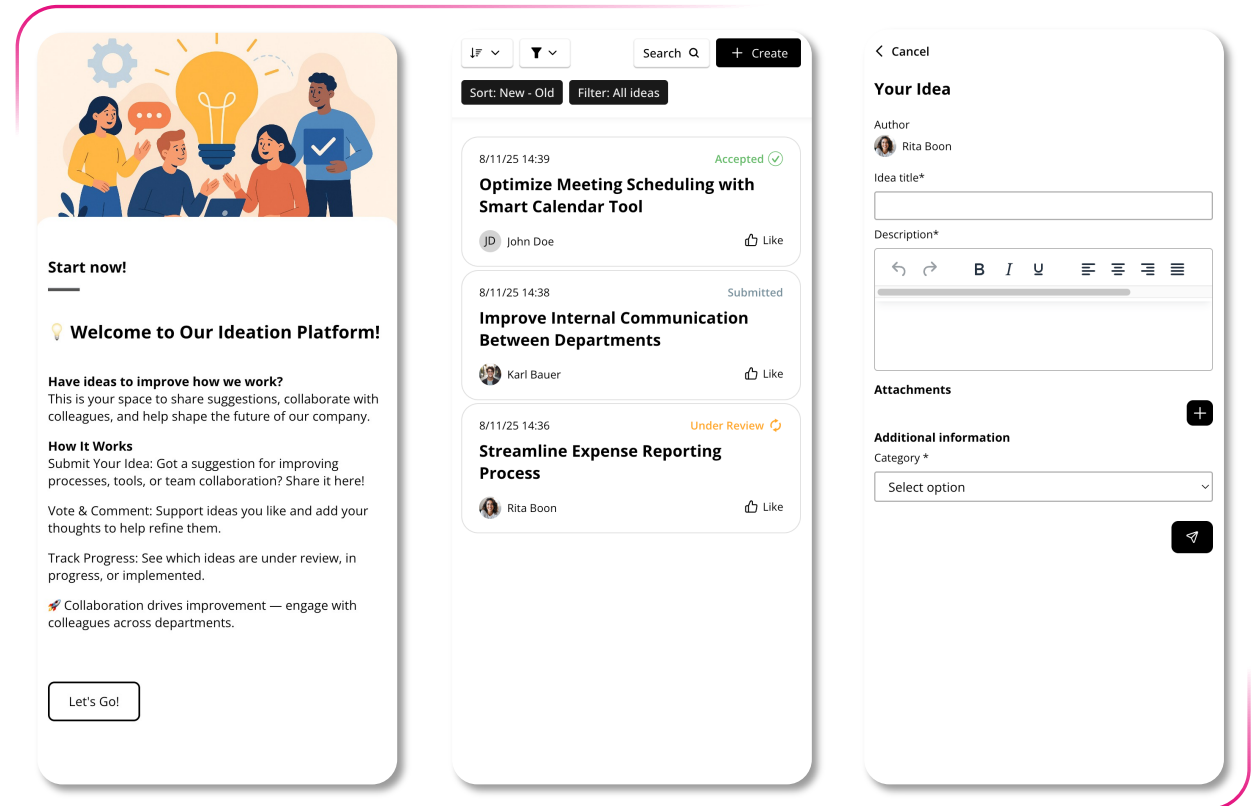 Start now!
💡 Welcome to Our Ideation Platform!
Have ideas to improve how we work?
This is your space to share suggestions, collaborate with
colleagues, and help shape the future of our company.
How It Works
Submit Your Idea: Got a suggestion for improving
processes, tools, or team collaboration? Share it here!
Vote & Comment: Support ideas you like and add your
thoughts to help refine them.
Track Progress: See which ideas are under review, in
progress, or implemented.
🚀 Collaboration drives improvement — engage with
colleagues across departments.
Let's Go!
Search
Create
Sort: New - Old
Filter: All ideas
8/11/25 14:39
Accepted
Optimize Meeting Scheduling with
Smart Calendar Tool
JD
John Doe
Like
8/11/25 14:38
Submitted
Improve Internal Communication
Between Departments
Karl Bauer
Like
8/11/25 14:36
Under Review
Streamline Expense Reporting
Process
Rita Boon
Like
Cancel
Your Idea
Author
Rita Boon
Idea title*
Description*
B I U
Attachments
Additional information
Category *
Select option